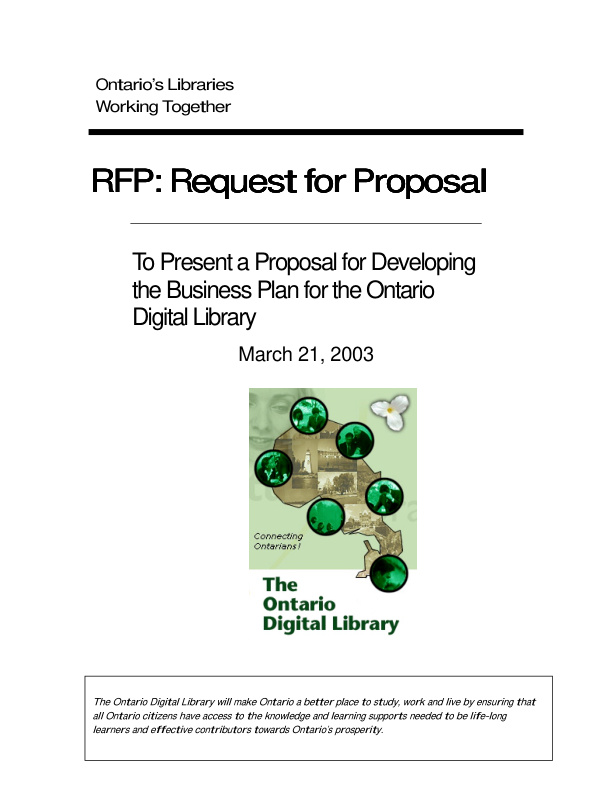 Ontario's Libraries
Working Together
RFP: Request for Proposal
To Present a Proposal for Developing
the Business Plan for the Ontario
Digital Library
March 21, 2003
Connecting
Ontarians!
The
Ontario
Digital Library
The Ontario Digital Library will make Ontario a better place to study, work and live by ensuring that
all Ontario citizens have access to the knowledge and learning supports needed to be life-long
learners and effective contributors towards Ontario's prosperity.